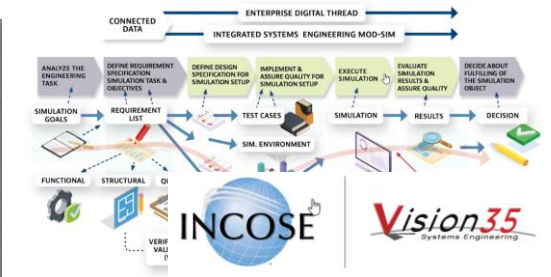 CONNECTED
DATA
ENTERPRISE DIGITAL THREAD
INTEGRATED SYSTEMS ENGINEERING MOD-SIM
ANALYZE THE
ENGINEERING
TASK
DEFINE REQUIREMENT
SPECIFICATION
SIMULATION TASK &
OBJECTIVES
DEFINE DESIGN
SPECIFICATION FOR
SIMULATION SETUP
IMPLEMENT &
ASSURE QUALITY FOR
SIMULATION SETUP
EXECUTE
SIMULATION
EVALUATE
SIMULATION
RESULTS &
ASSURE QUALITY
DECIDE ABOUT
FULFILLING OF
THE SIMULATION
OBJECT
SIMULATION
GOALS
REQUIREMENT
LIST
TEST CASES
SIMULATION
RESULTS
DECISION
SIM. ENVIRONMENT
FUNCTIONAL
STRUCTURAL
INCOSE
Vision35
Systems Engineering